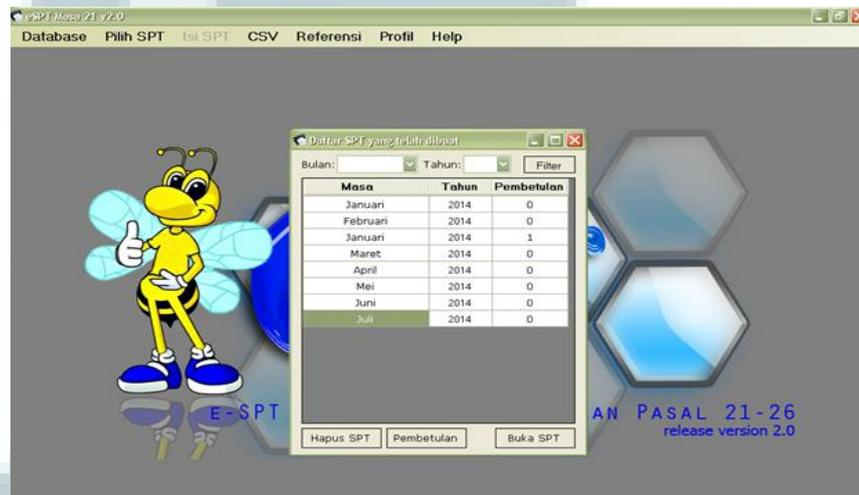 eSPT Masa 21 v2.0
Database Pilih SPT Isi SPT CSV Referensi Profil Help
Daftar SPT yang telah dibuat
Bulan: Tahun: Filter
Masa Tahun Pembetulan
Januari 2014 0
Februari 2014 0
Januari 2014 1
Maret 2014 0
April 2014 0
Mei 2014 0
Juni 2014 0
Juli 2014 0
Hapus SPT Pembetulan Buka SPT
e-SPT an Pasal 21-26
release version 2.0